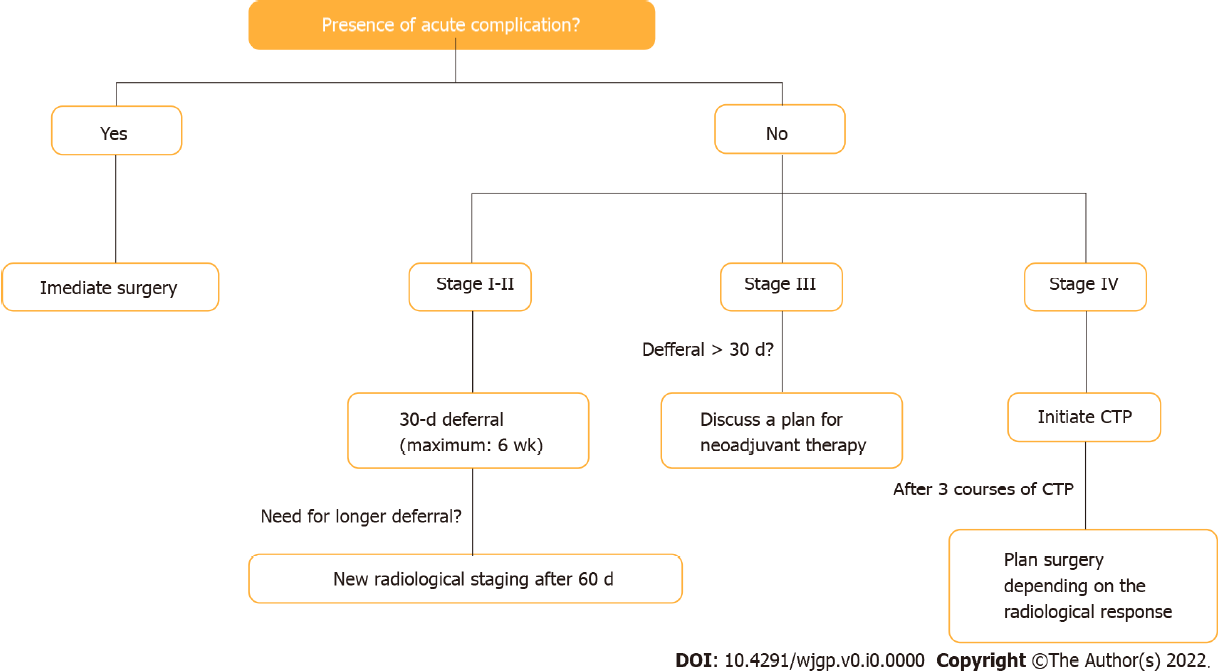 Presence of acute complication?
Yes
No
Imediate surgery
Stage I-II
Stage III
Stage IV
Defferal > 30 d?
30-d deferral
(maximum: 6 wk)
Discuss a plan for
neoadjuvant therapy
Initiate CTP
After 3 courses of CTP
Need for longer deferral?
New radiological staging after 60 d
Plan surgery
depending on the
radiological response
DOI: 10.4291/wjgp.v0.i0.0000 Copyright ©The Author(s) 2022.